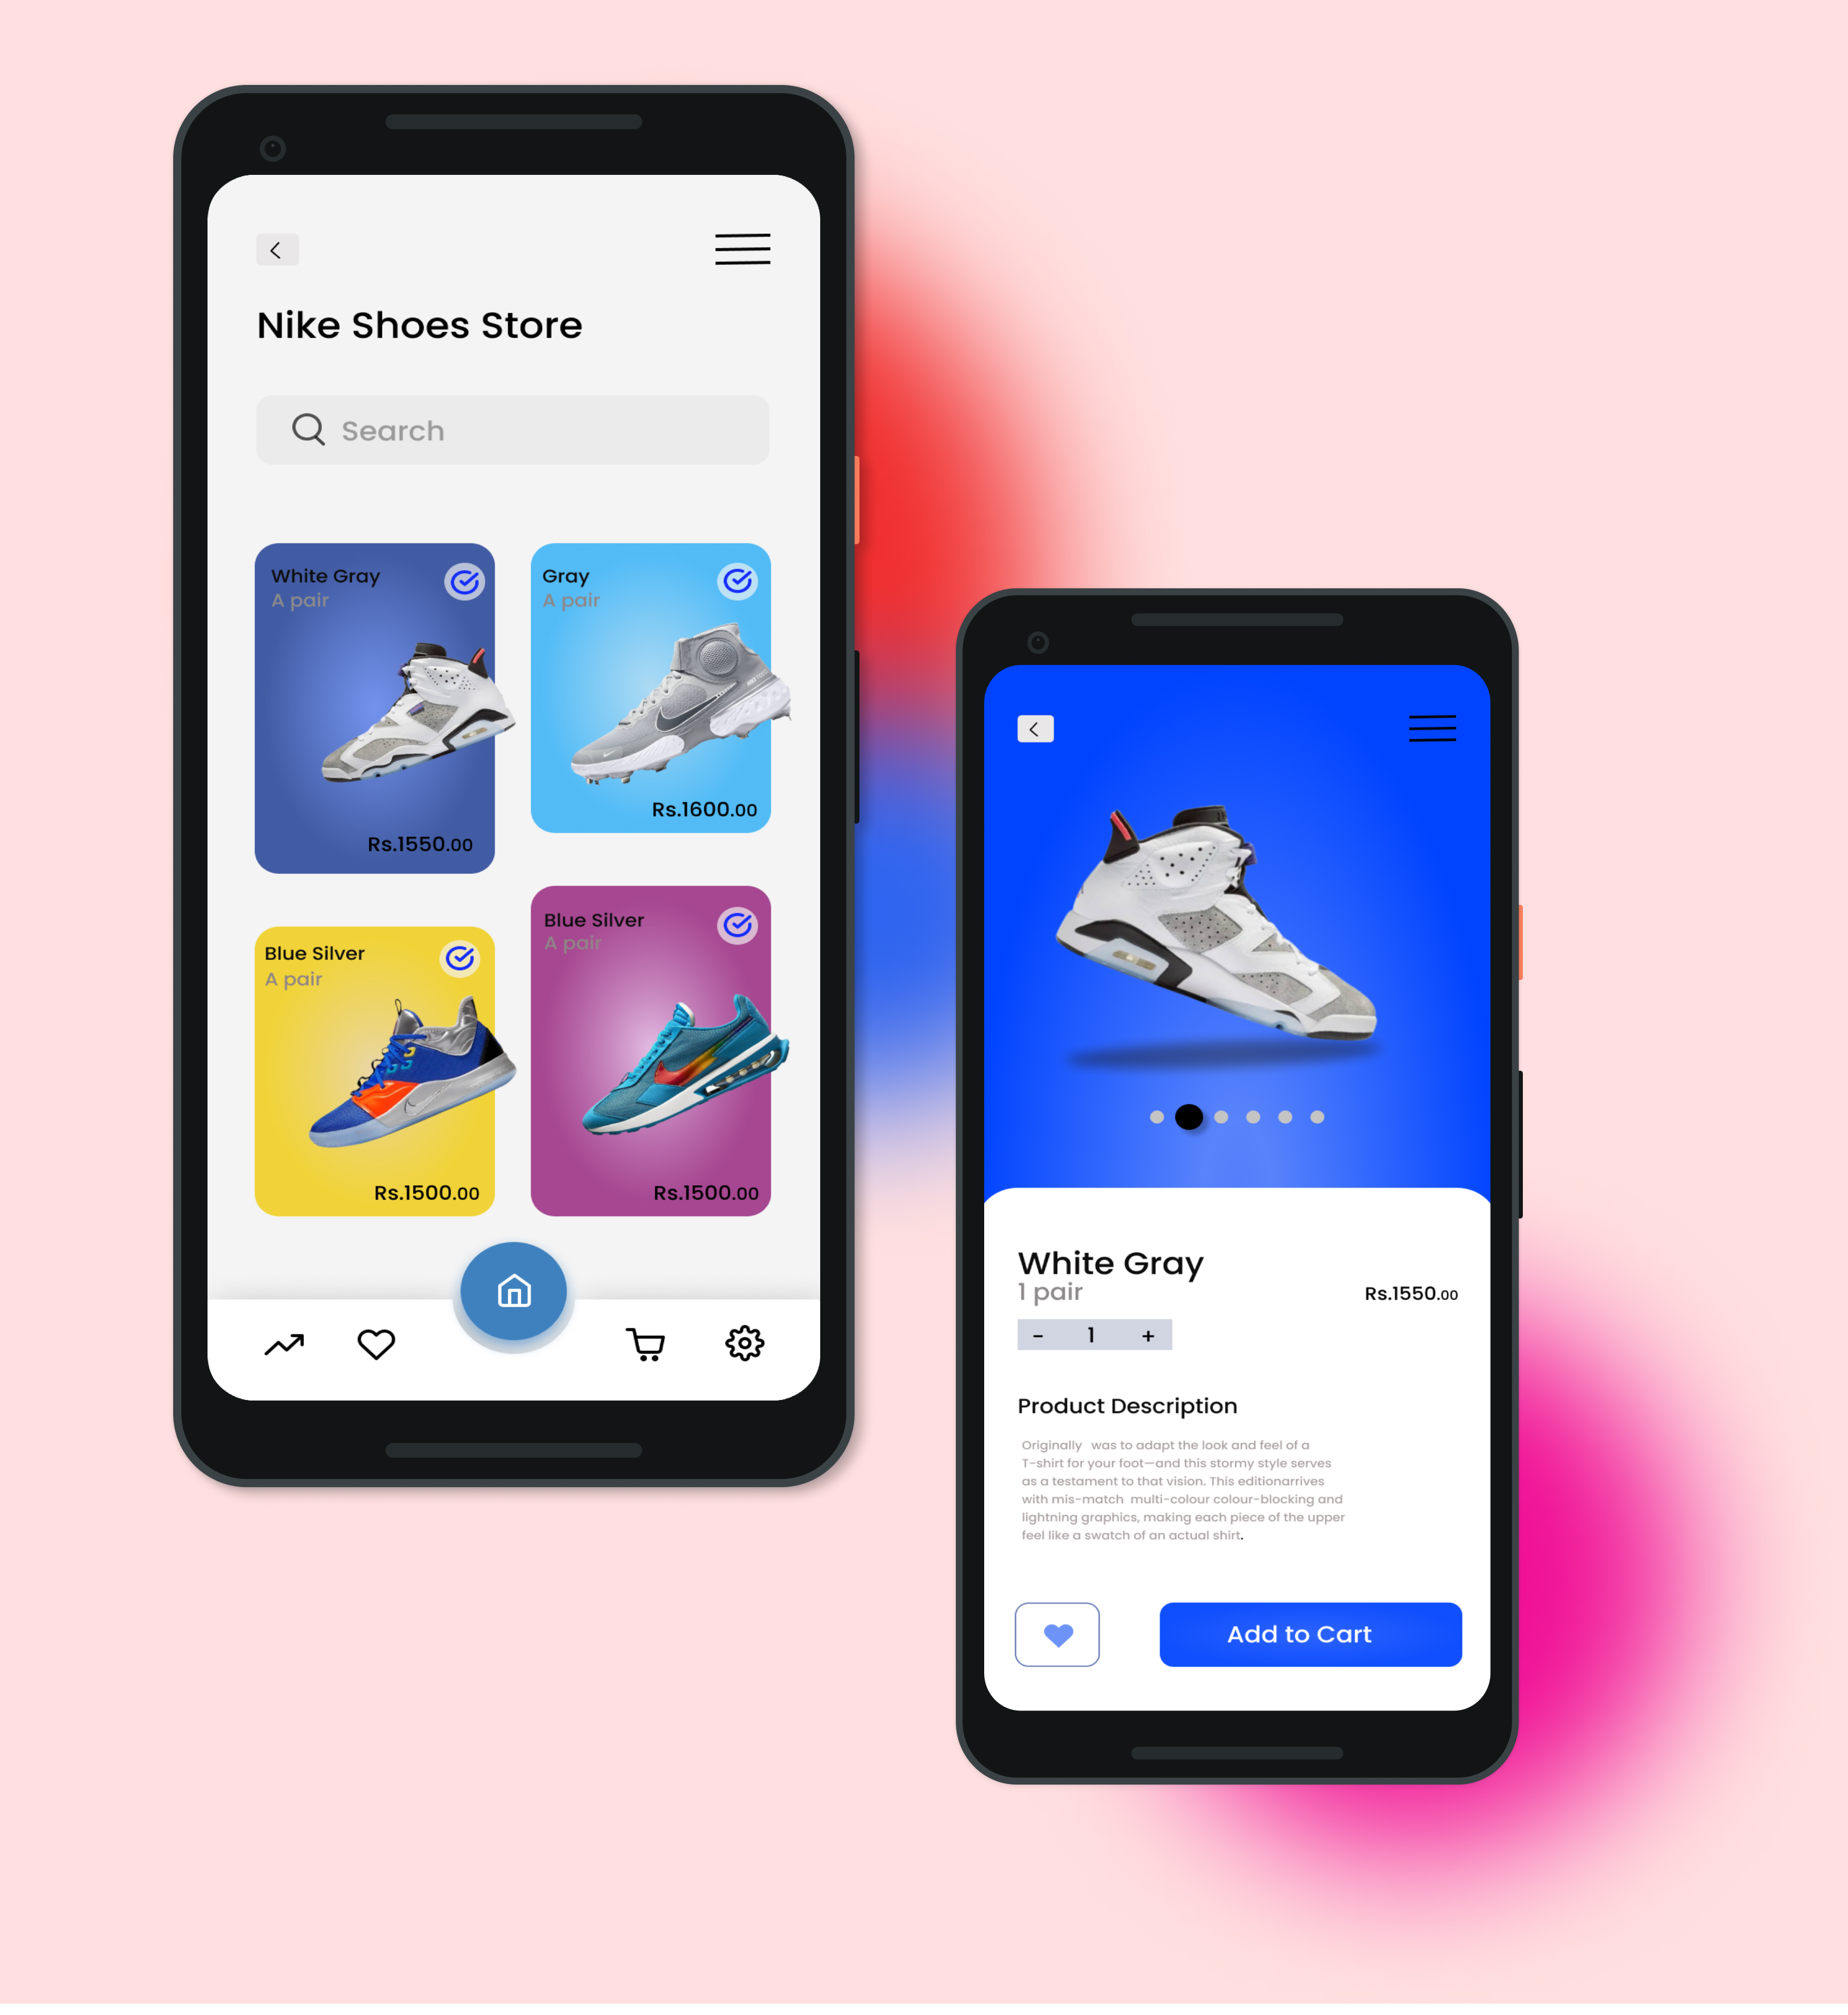 Nike Shoes Store
Search
White Gray
A pair
Rs.1550.00
Gray
A pair
Rs.1600.00
Blue Silver
A pair
Rs.1500.00
Blue Silver
A pair
Rs.1500.00
White Gray
1 pair
Rs.1550.00
- 1 +
Product Description
Originally was to adapt the look and feel of a
T-shirt for your foot—and this stormy style serves
as a testament to that vision. This editionarrives
with mis-match multi-colour colour-blocking and
lightning graphics, making each piece of the upper
feel like a swatch of an actual shirt.
Add to Cart